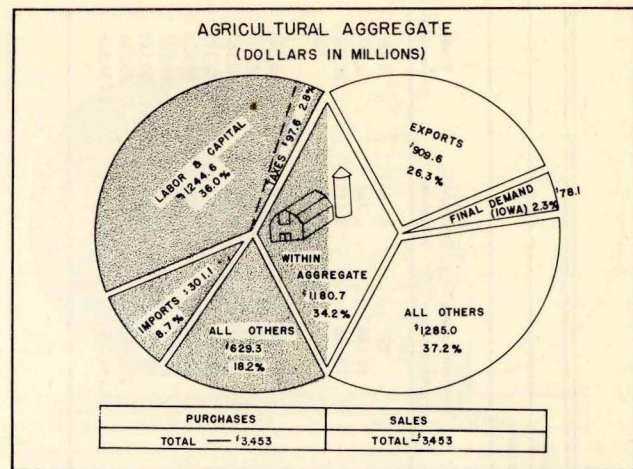 AGRICULTURAL AGGREGATE
(DOLLARS IN MILLIONS)
LABOR & CAPITAL
$1244.6
36.0%
TAXES $97.6 2.8%
IMPORTS $301.1
8.7%
ALL OTHERS
$629.3
18.2%
WITHIN
AGGREGATE
$1180.7
34.2%
EXPORTS
$909.6
26.3%
FINAL DEMAND $78.1
(IOWA) 2.3%
ALL OTHERS
$1285.0
37.2%
PURCHASES SALES
TOTAL — $3,453 TOTAL - $3,453